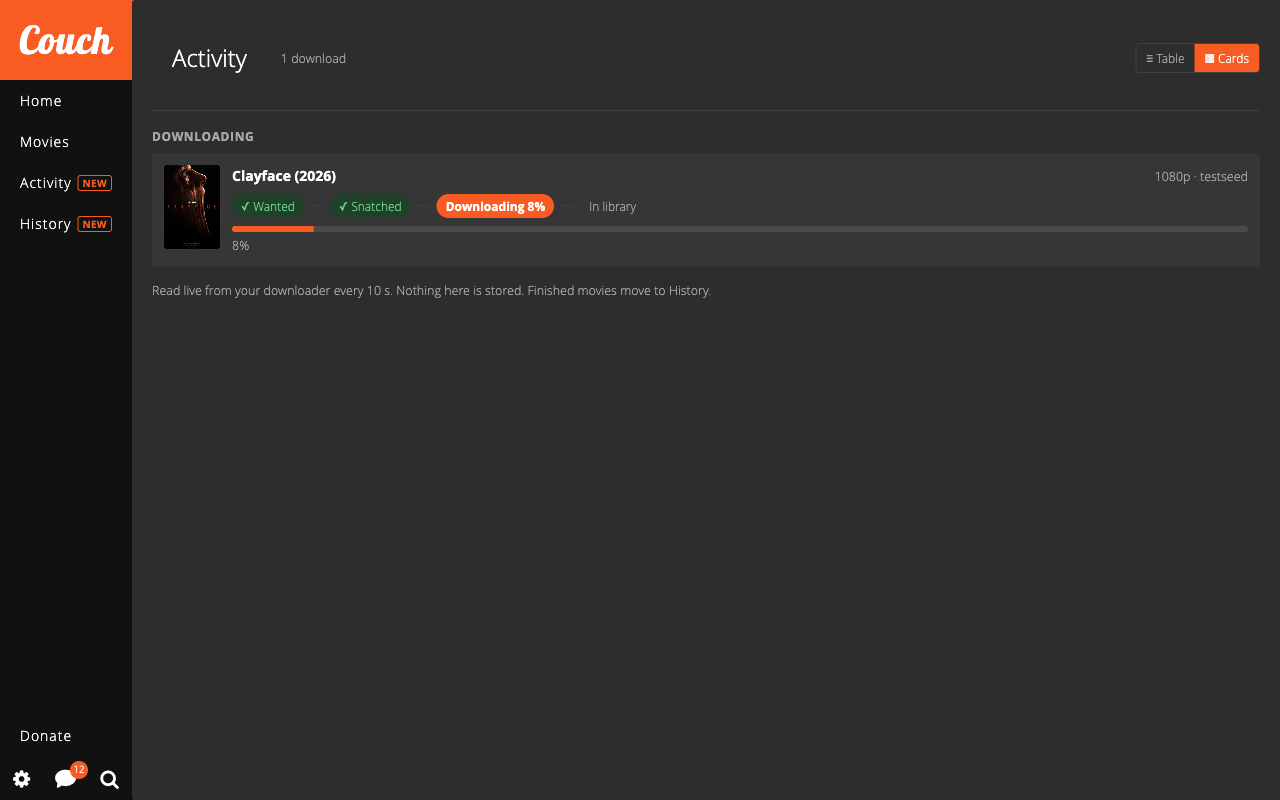 Couch
Home
Movies
Activity NEW
History NEW
Donate
12
Activity
1 download
≡ Table
▦ Cards
DOWNLOADING
Clayface (2026)
1080p · testseed
✓ Wanted
✓ Snatched
Downloading 8%
In library
8%
Read live from your downloader every 10 s. Nothing here is stored. Finished movies move to History.
CLAYFACE